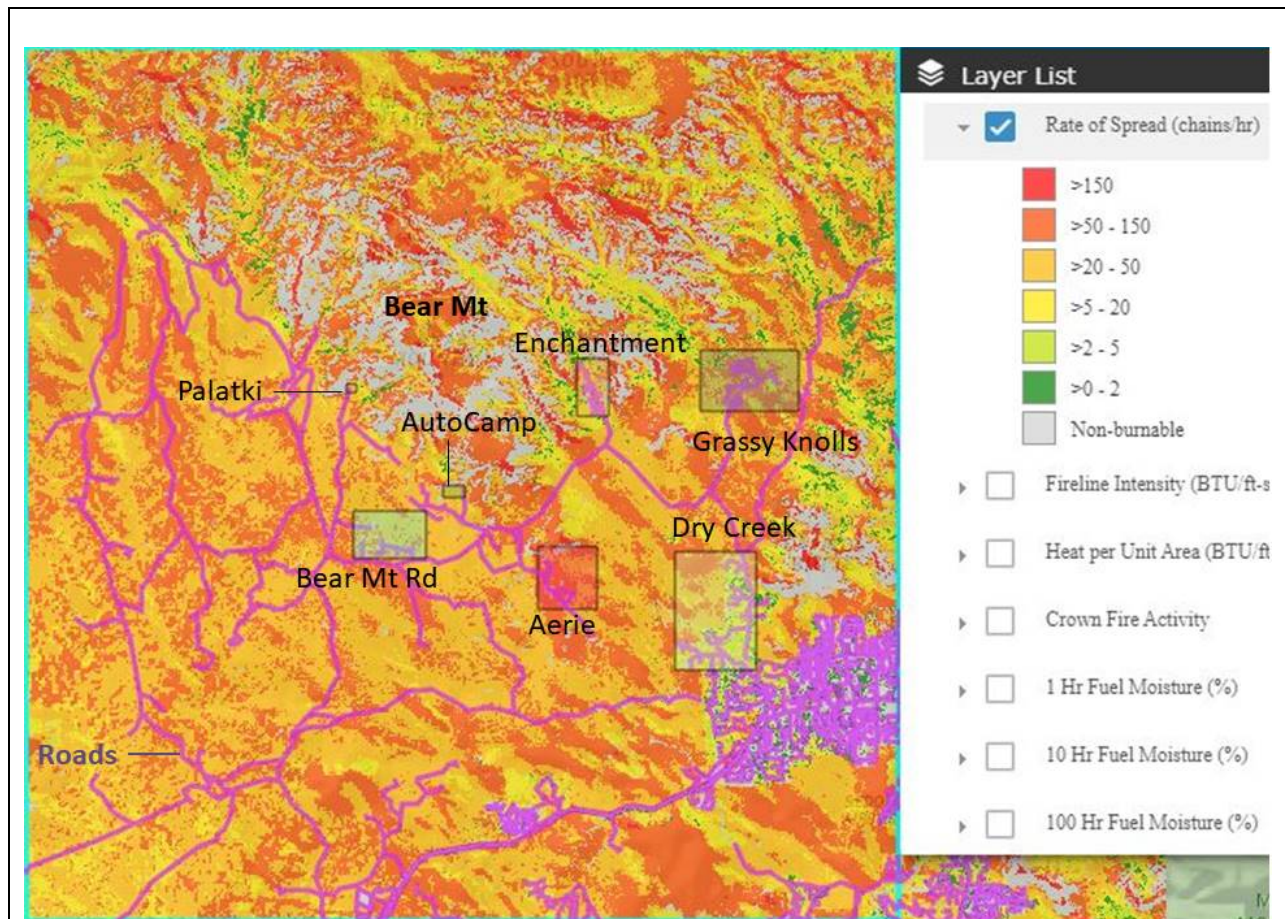 Layer List
Rate of Spread (chains/hr)
>150
>50 - 150
>20 - 50
>5 - 20
>2 - 5
>0 - 2
Non-burnable
Fireline Intensity (BTU/ft-s
Heat per Unit Area (BTU/ft
Crown Fire Activity
1 Hr Fuel Moisture (%)
10 Hr Fuel Moisture (%)
100 Hr Fuel Moisture (%)
Bear Mt
Enchantment
Palatki
AutoCamp
Grassy Knolls
Dry Creek
Bear Mt Rd
Aerie
Roads
M